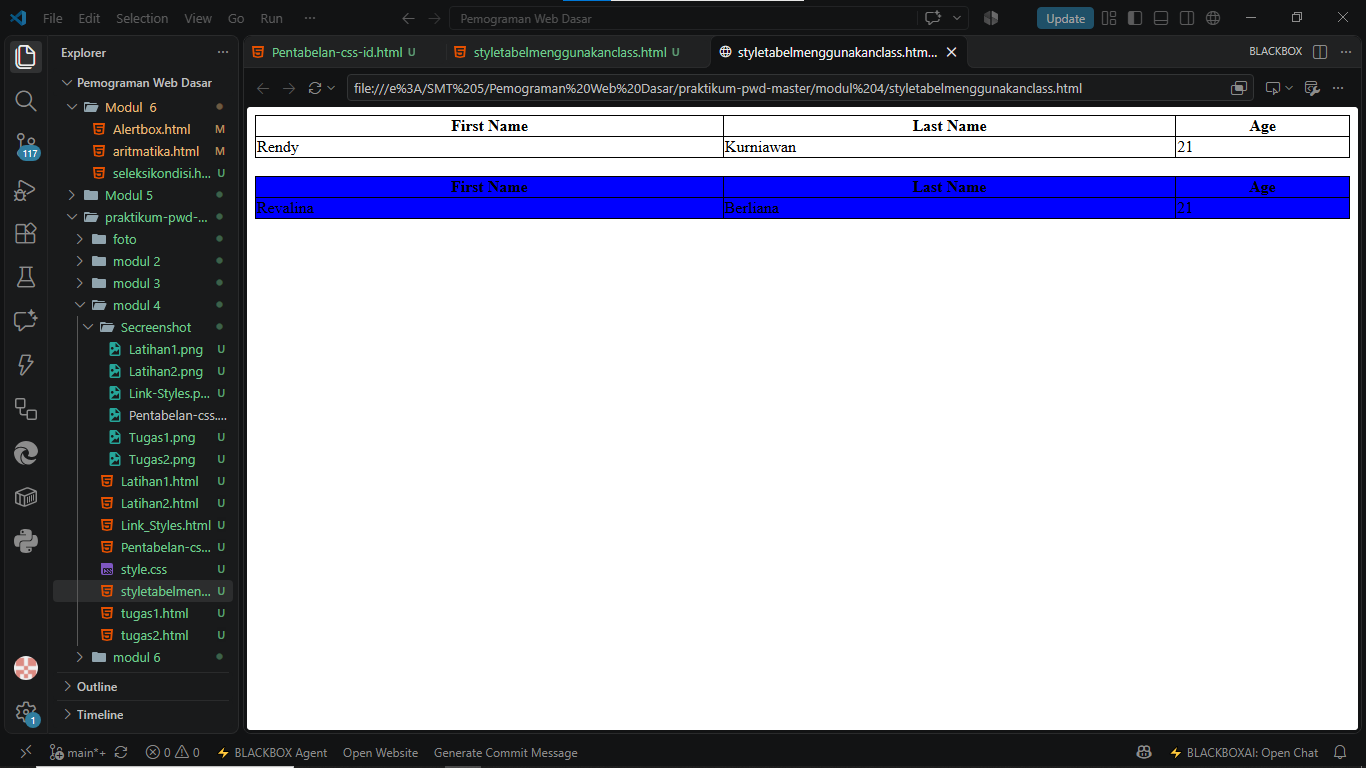 File Edit Selection View Go Run ··· Pemograman Web Dasar Update
Explorer ···
Pentabelan-css-id.html U styletabelmenggunakanclass.html U styletabelmenggunakanclass.htm... BLACKBOX ···
file:///e%3A/SMT%205/Pemograman%20Web%20Dasar/praktikum-pwd-master/modul%204/styletabelmenggunakanclass.html
Pemograman Web Dasar
Modul 6
Alertbox.html M
aritmatika.html M
seleksikondisi.h... U
Modul 5
praktikum-pwd-...
foto
modul 2
modul 3
modul 4
Secreenshot
Latihan1.png U
Latihan2.png U
Link-Styles.p... U
Pentabelan-css....
Tugas1.png U
Tugas2.png U
Latihan1.html U
Latihan2.html U
Link_Styles.html U
Pentabelan-cs... U
style.css U
styletabelmen... U
tugas1.html U
tugas2.html U
modul 6
Outline
Timeline
117
1
First Name Last Name Age
Rendy Kurniawan 21
First Name Last Name Age
Revalina Berliana 21
main*+ 0 0 BLACKBOX Agent Open Website Generate Commit Message BLACKBOXAI: Open Chat